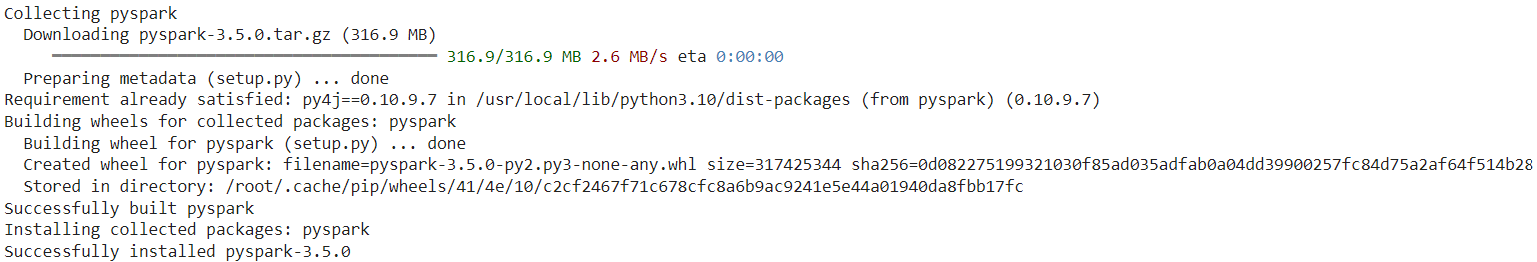 Collecting pyspark
Downloading pyspark-3.5.0.tar.gz (316.9 MB)
316.9/316.9 MB 2.6 MB/s eta 0:00:00
Preparing metadata (setup.py) ... done
Requirement already satisfied: py4j==0.10.9.7 in /usr/local/lib/python3.10/dist-packages (from pyspark) (0.10.9.7)
Building wheels for collected packages: pyspark
Building wheel for pyspark (setup.py) ... done
Created wheel for pyspark: filename=pyspark-3.5.0-py2.py3-none-any.whl size=317425344 sha256=0d082275199321030f85ad035adfab0a04dd39900257fc84d75a2af64f514b28
Stored in directory: /root/.cache/pip/wheels/41/4e/10/c2cf2467f71c678cfc8a6b9ac9241e5e44a01940da8fbb17fc
Successfully built pyspark
Installing collected packages: pyspark
Successfully installed pyspark-3.5.0